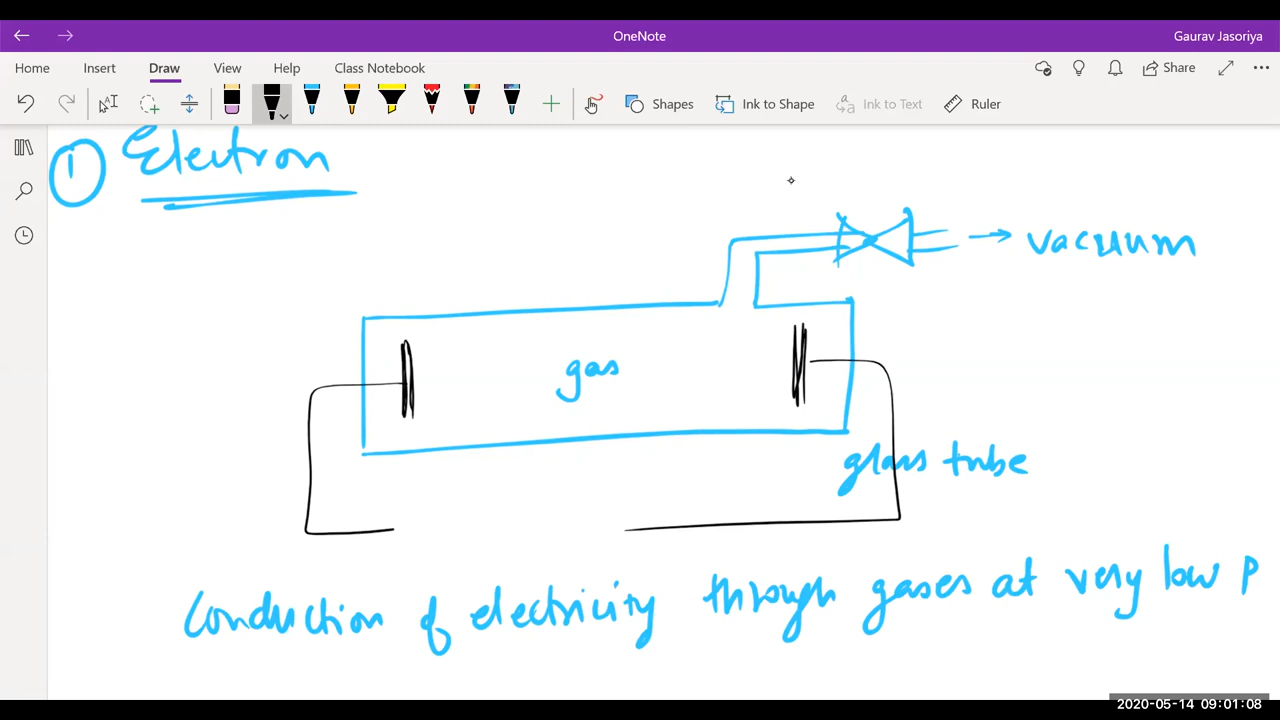 OneNote
Gaurav Jasoriya
Home Insert Draw View Help Class Notebook
Share
Shapes Ink to Shape Ink to Text Ruler
① Electron
→ vacuum
gas
glass tube
Conduction of electricity through gases at very low P
2020-05-14 09:01:08